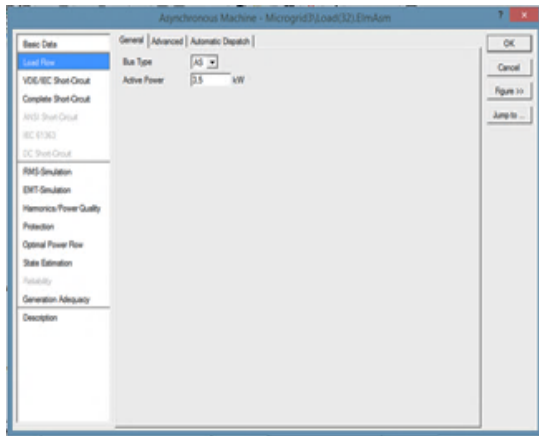 Asynchronous Machine - Microgrid3\Load(32).ElmAsm
?
Basic Data
Load Flow
VDE/IEC Short-Circuit
Complete Short-Circuit
ANSI Short-Circuit
IEC 61363
DC Short-Circuit
RMS-Simulation
EMT-Simulation
Harmonics/Power Quality
Protection
Optimal Power Flow
State Estimation
Reliability
Generation Adequacy
Description
General Advanced Automatic Dispatch
Bus Type AS
Active Power 3.5 kW
OK
Cancel
Figure >>
Jump to ...